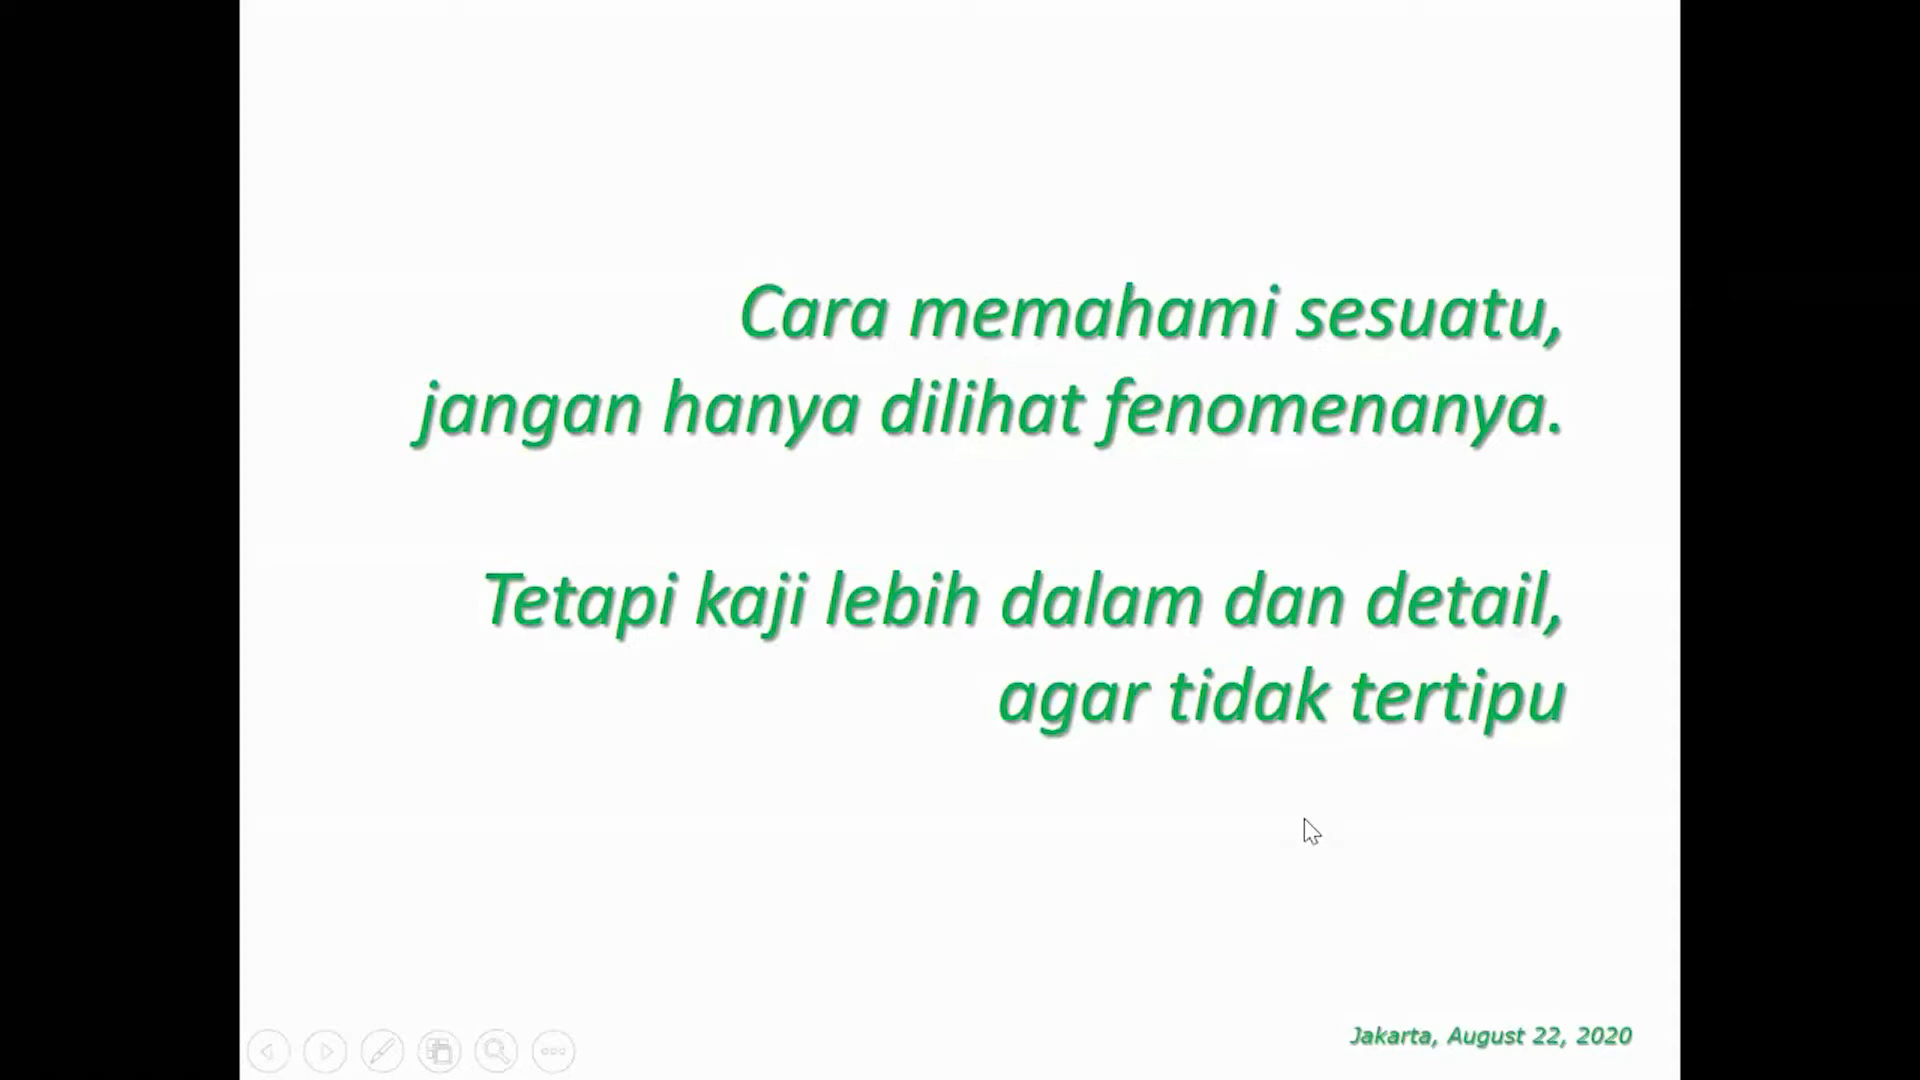 Cara memahami sesuatu,
jangan hanya dilihat fenomenanya.
Tetapi kaji lebih dalam dan detail,
agar tidak tertipu
Jakarta, August 22, 2020